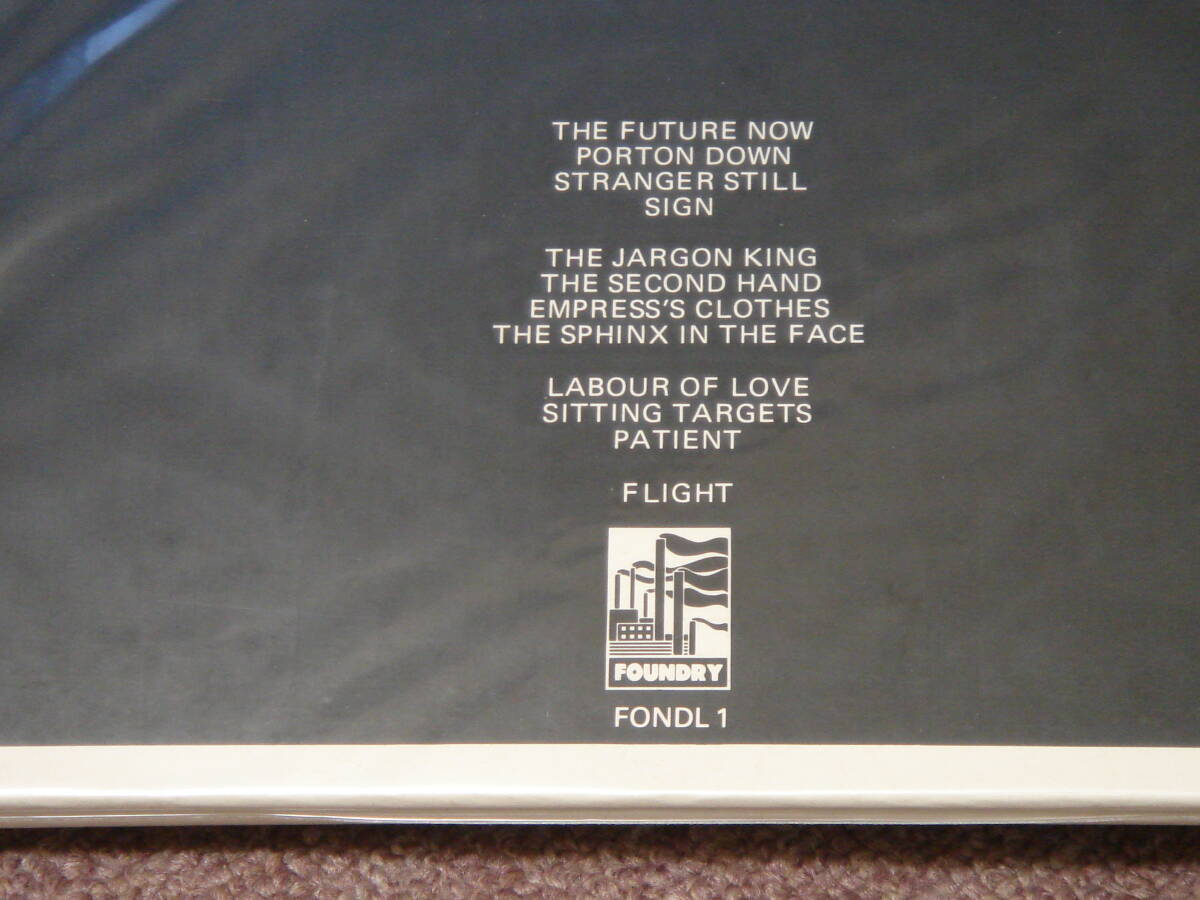 THE FUTURE NOW
PORTON DOWN
STRANGER STILL
SIGN
THE JARGON KING
THE SECOND HAND
EMPRESS'S CLOTHES
THE SPHINX IN THE FACE
LABOUR OF LOVE
SITTING TARGETS
PATIENT
FLIGHT
FOUNDRY
FONDL 1